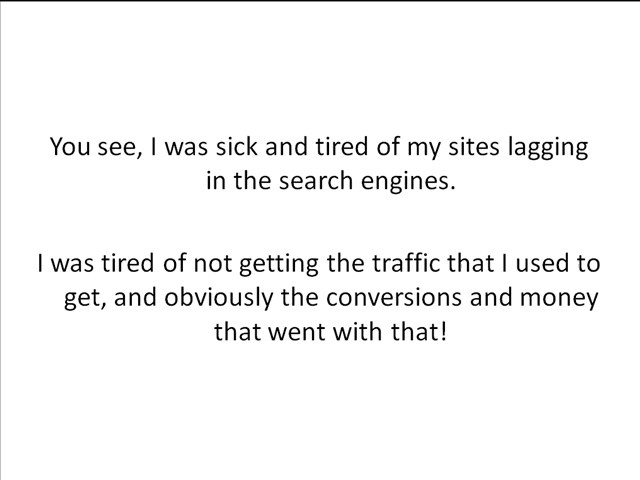 You see, I was sick and tired of my sites lagging
in the search engines.
I was tired of not getting the traffic that I used to
get, and obviously the conversions and money
that went with that!